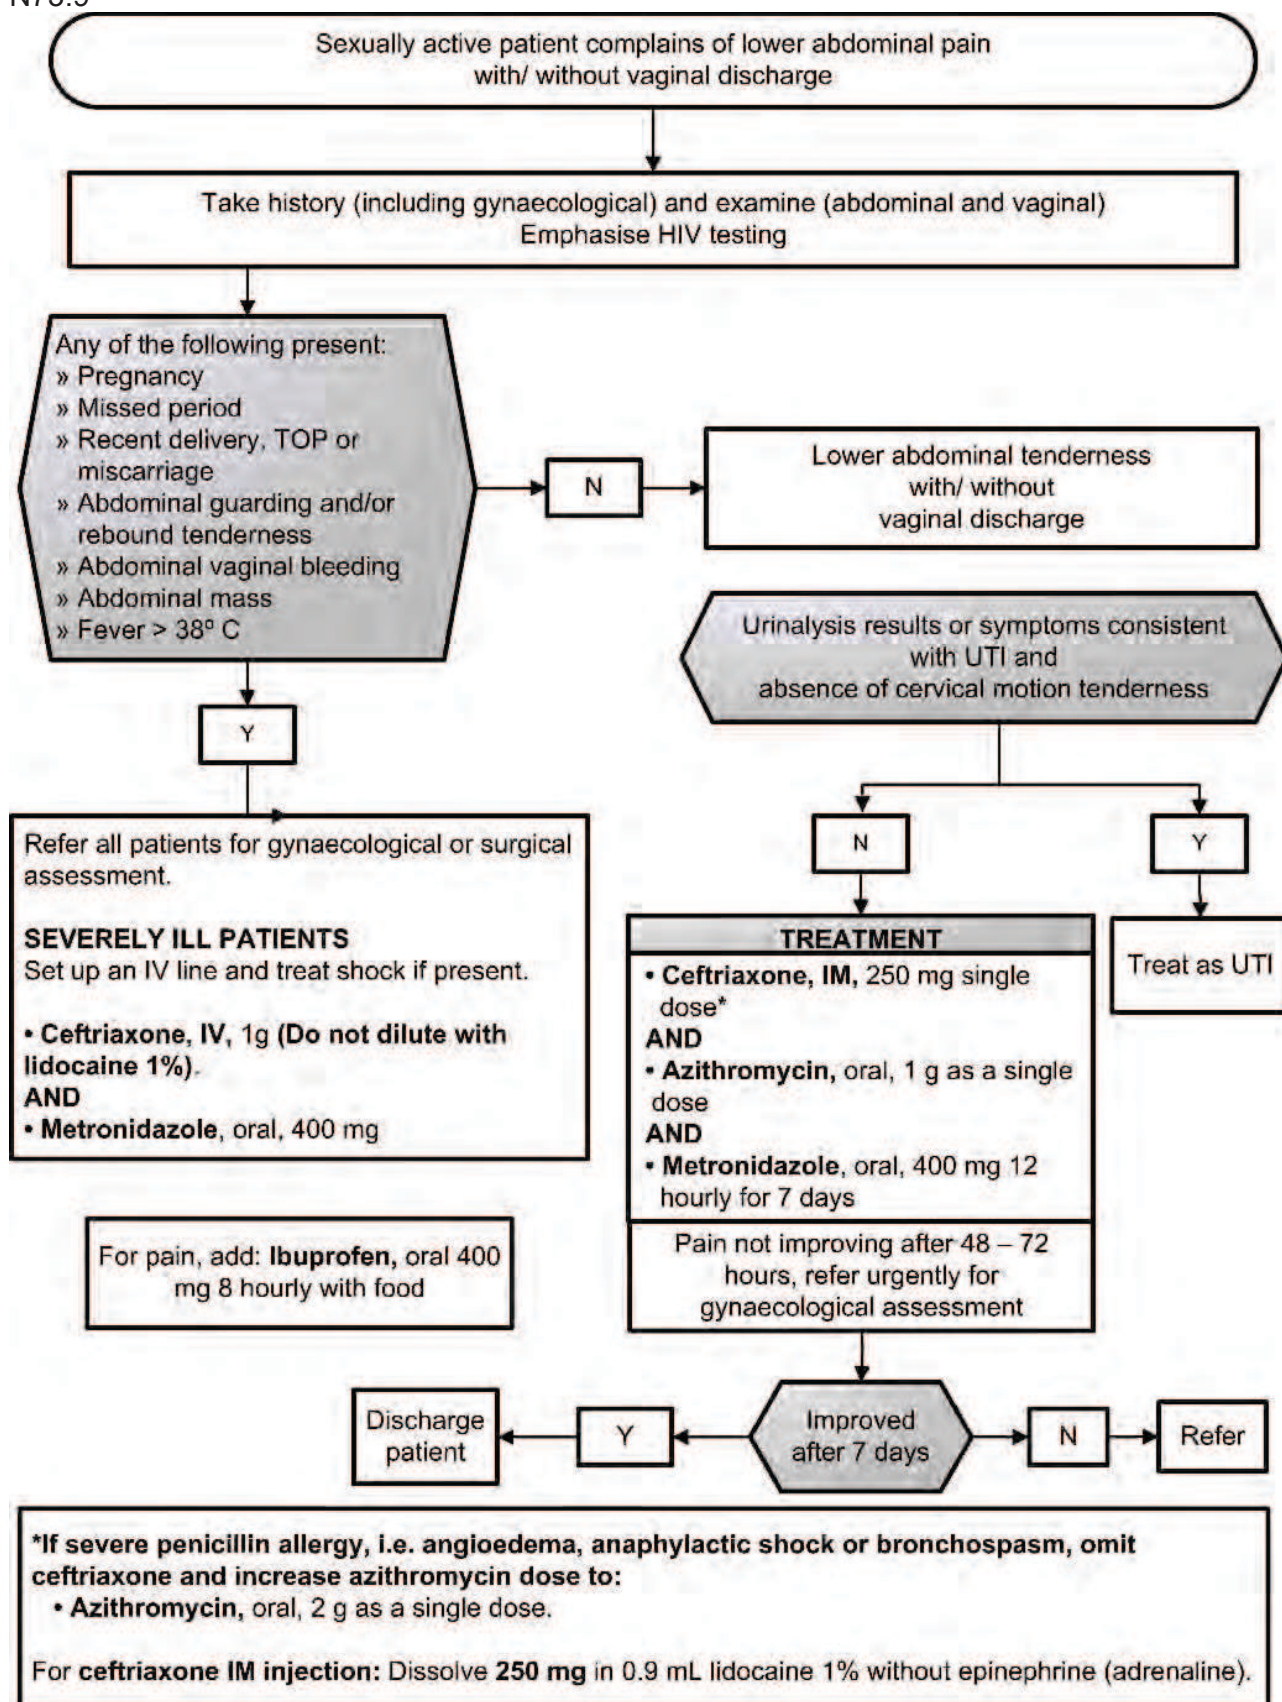 Sexually active patient complains of lower abdominal pain
with/ without vaginal discharge
Take history (including gynaecological) and examine (abdominal and vaginal)
Emphasise HIV testing
Any of the following present:
» Pregnancy
» Missed period
» Recent delivery, TOP or
miscarriage
» Abdominal guarding and/or
rebound tenderness
» Abdominal vaginal bleeding
» Abdominal mass
» Fever > 38º C
N
Lower abdominal tenderness
with/ without
vaginal discharge
Urinalysis results or symptoms consistent
with UTI and
absence of cervical motion tenderness
Y
Refer all patients for gynaecological or surgical
assessment.
SEVERELY ILL PATIENTS
Set up an IV line and treat shock if present.
• Ceftriaxone, IV, 1g (Do not dilute with
lidocaine 1%).
AND
• Metronidazole, oral, 400 mg
N
Y
TREATMENT
• Ceftriaxone, IM, 250 mg single
dose*
AND
• Azithromycin, oral, 1 g as a single
dose
AND
• Metronidazole, oral, 400 mg 12
hourly for 7 days
Treat as UTI
Pain not improving after 48 – 72
hours, refer urgently for
gynaecological assessment
For pain, add: Ibuprofen, oral 400
mg 8 hourly with food
Discharge
patient
Y
Improved
after 7 days
N
Refer
*If severe penicillin allergy, i.e. angioedema, anaphylactic shock or bronchospasm, omit
ceftriaxone and increase azithromycin dose to:
• Azithromycin, oral, 2 g as a single dose.
For ceftriaxone IM injection: Dissolve 250 mg in 0.9 mL lidocaine 1% without epinephrine (adrenaline).